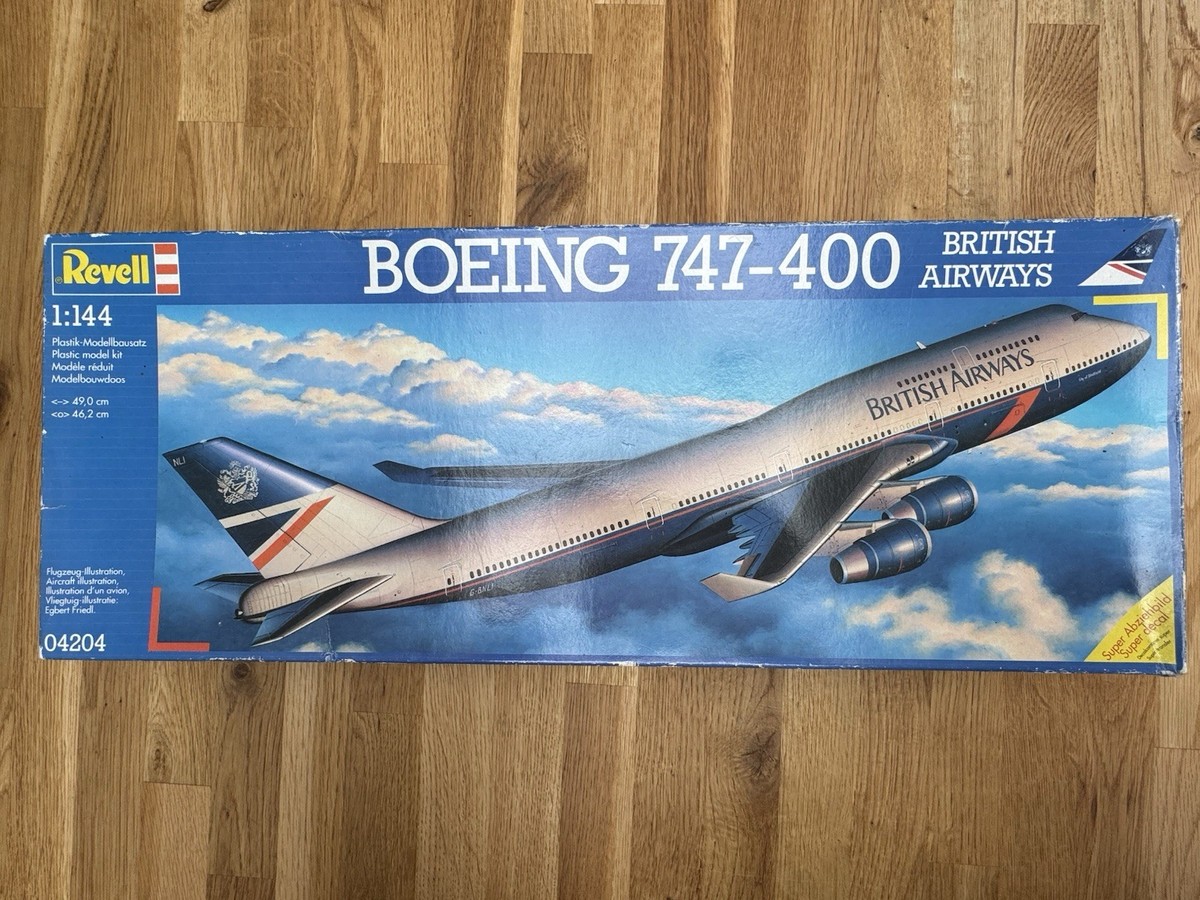 Revell
BOEING 747-400
BRITISH
AIRWAYS
1:144
Plastik-Modellbausatz
Plastic model kit
Modèle réduit
Modelbouwdoos
<-> 49,0 cm
<o> 46,2 cm
BRITISH AIRWAYS
NLI
G-BNLI
Flugzeug-Illustration,
Aircraft illustration,
Illustration d'un avion,
Vliegtuig-illustratie:
Egbert Friedl.
04204
Super Abziehbild
Super decal